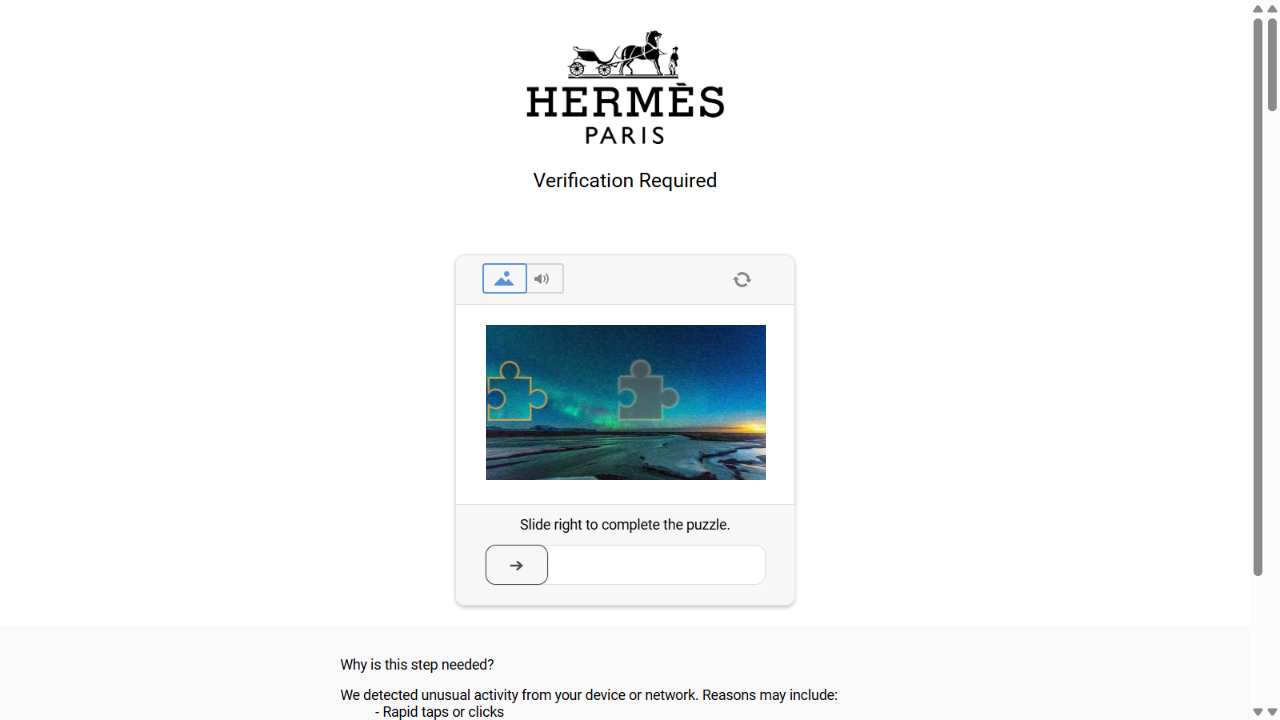 HERMÈS
PARIS
Verification Required
Slide right to complete the puzzle.
Why is this step needed?
We detected unusual activity from your device or network. Reasons may include:
- Rapid taps or clicks